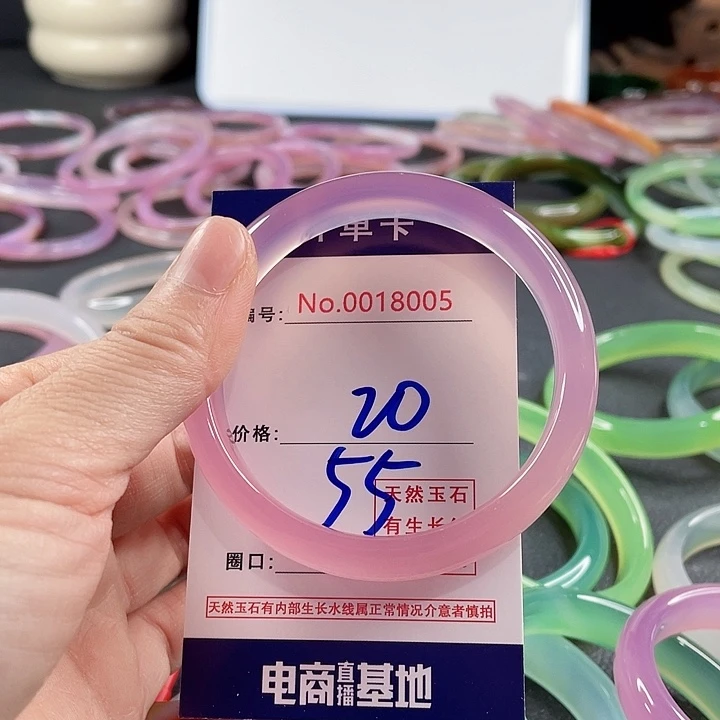 单卡
编号: No.0018005
价格: 20
55
天然玉石
有生长
圈口:
天然玉石有内部生长水线属正常情况介意者慎拍
电商直播基地